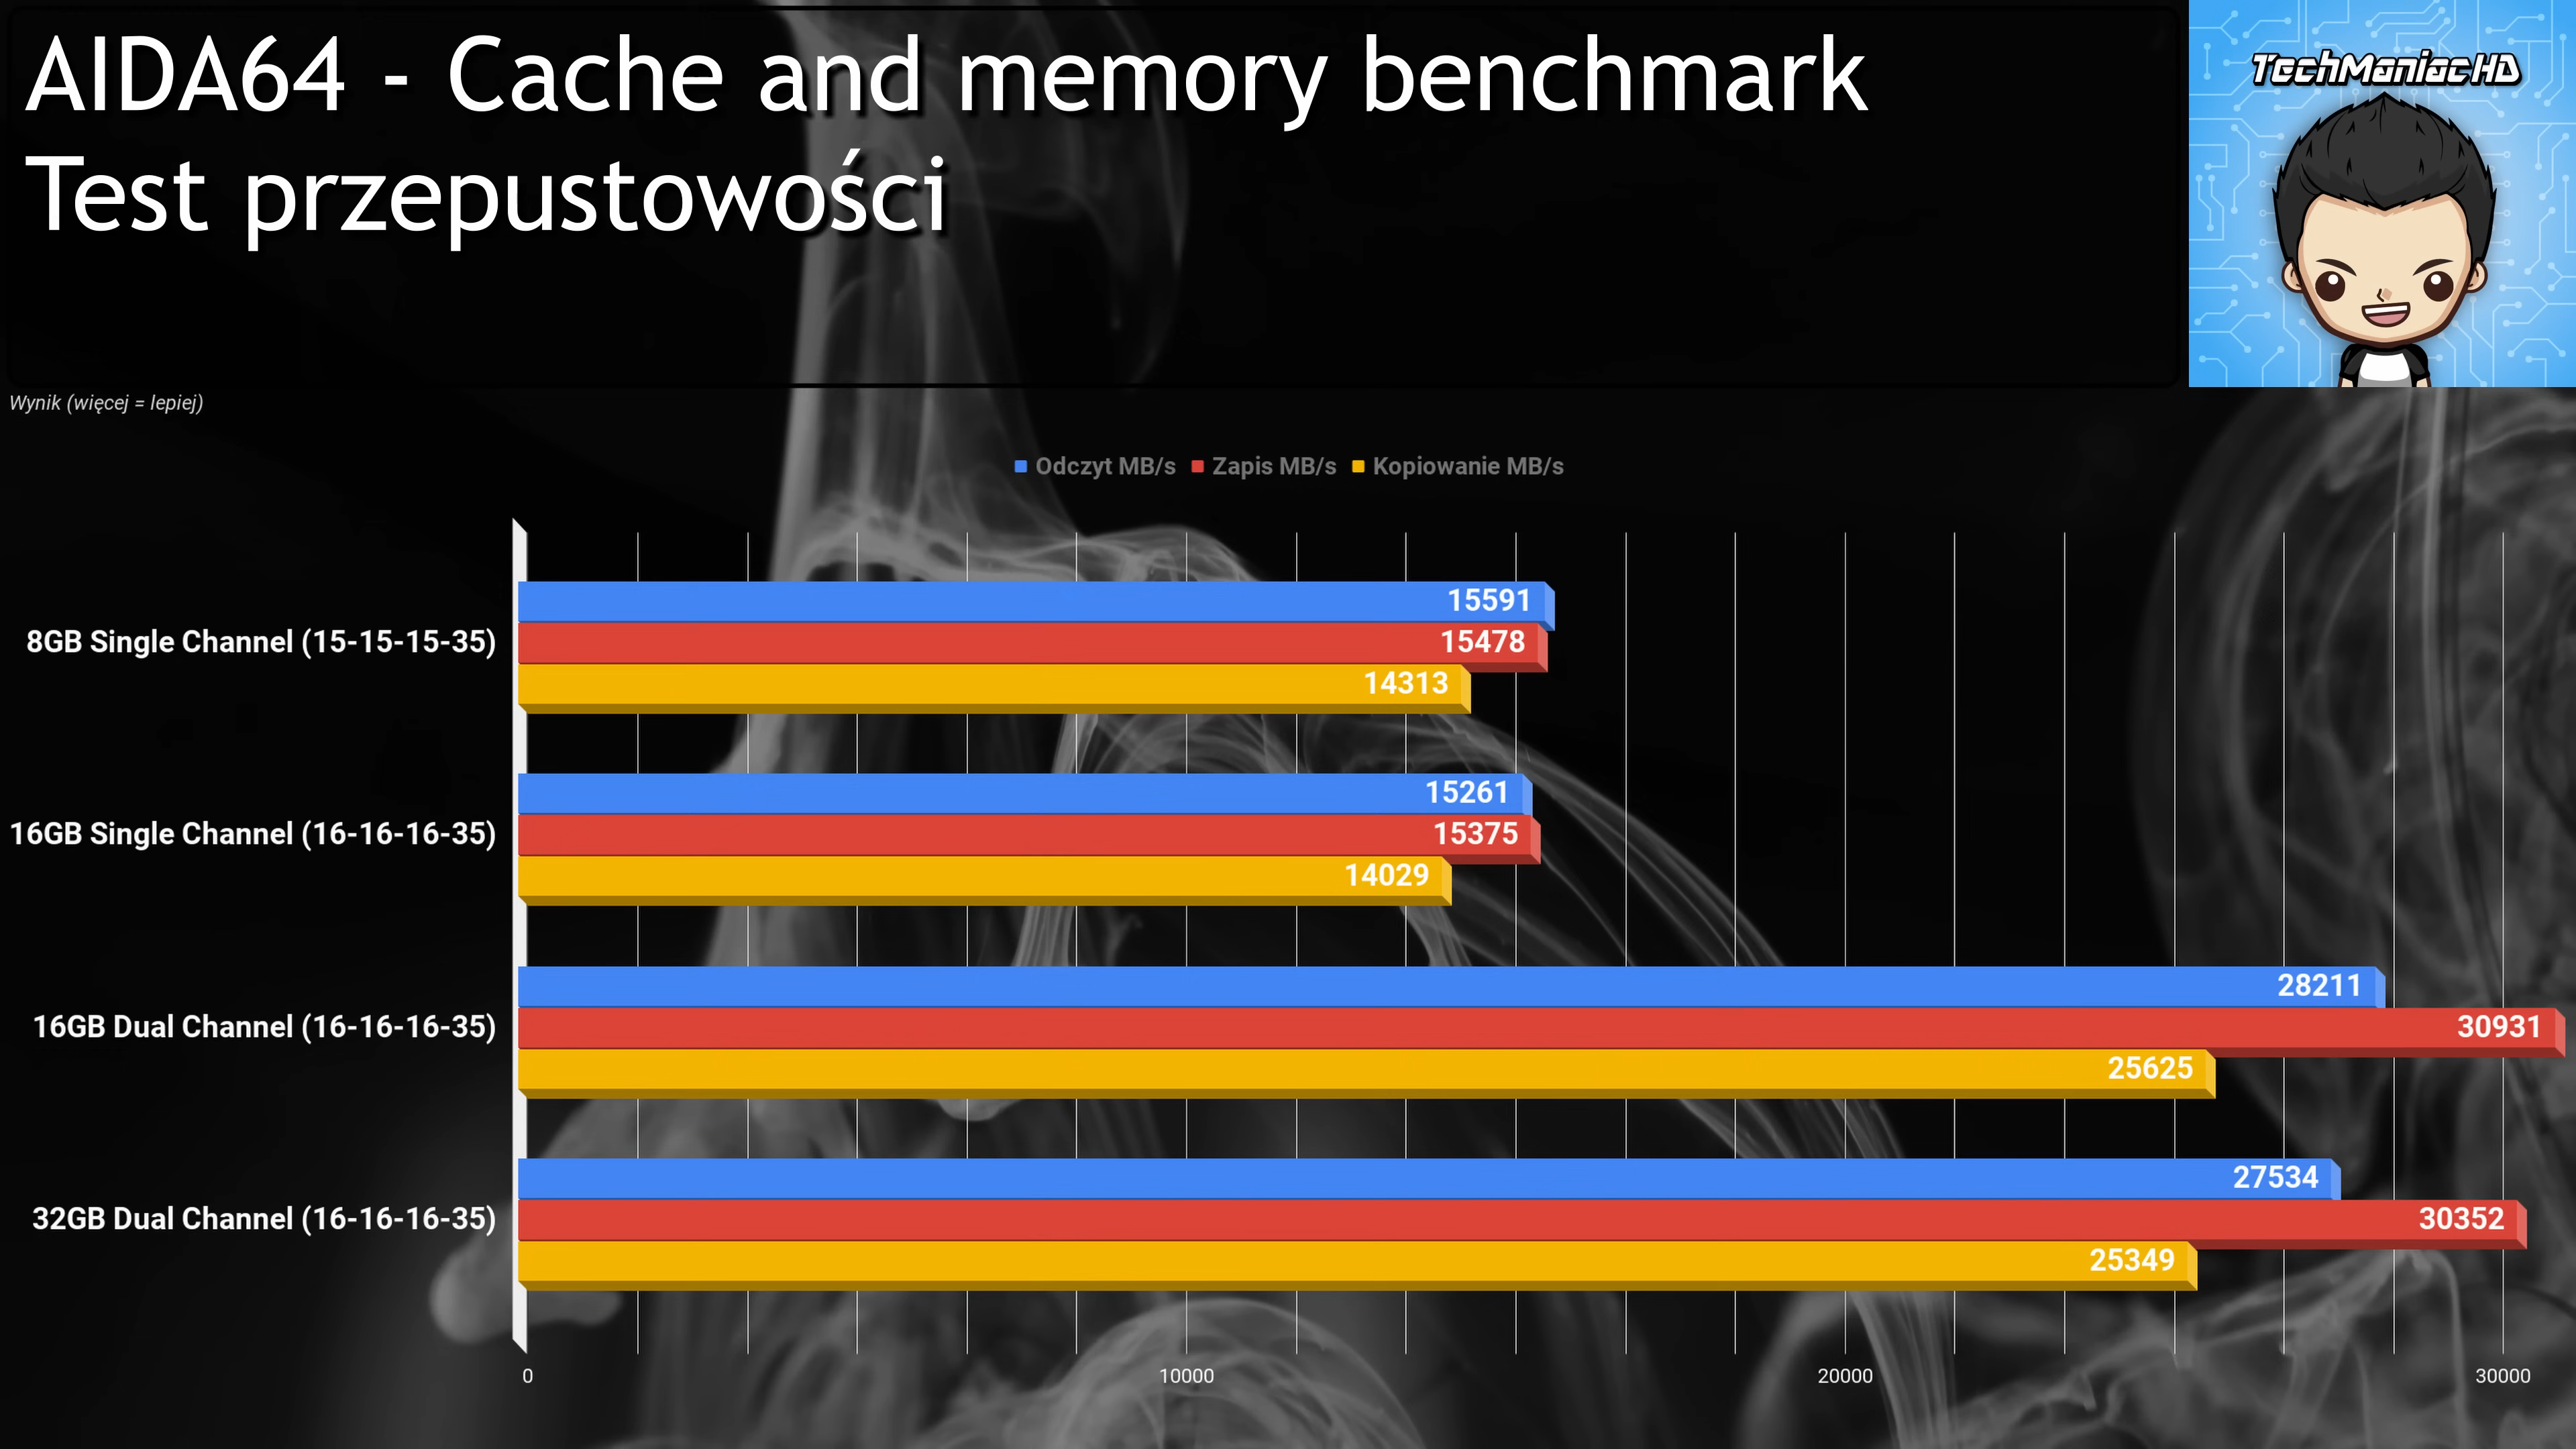 AIDA64 - Cache and memory benchmark
Test przepustowości
TechManiacHD
Wynik (więcej = lepiej)
Odczyt MB/s Zapis MB/s Kopiowanie MB/s
8GB Single Channel (15-15-15-35)
15591
15478
14313
16GB Single Channel (16-16-16-35)
15261
15375
14029
16GB Dual Channel (16-16-16-35)
28211
30931
25625
32GB Dual Channel (16-16-16-35)
27534
30352
25349
0 10000 20000 30000